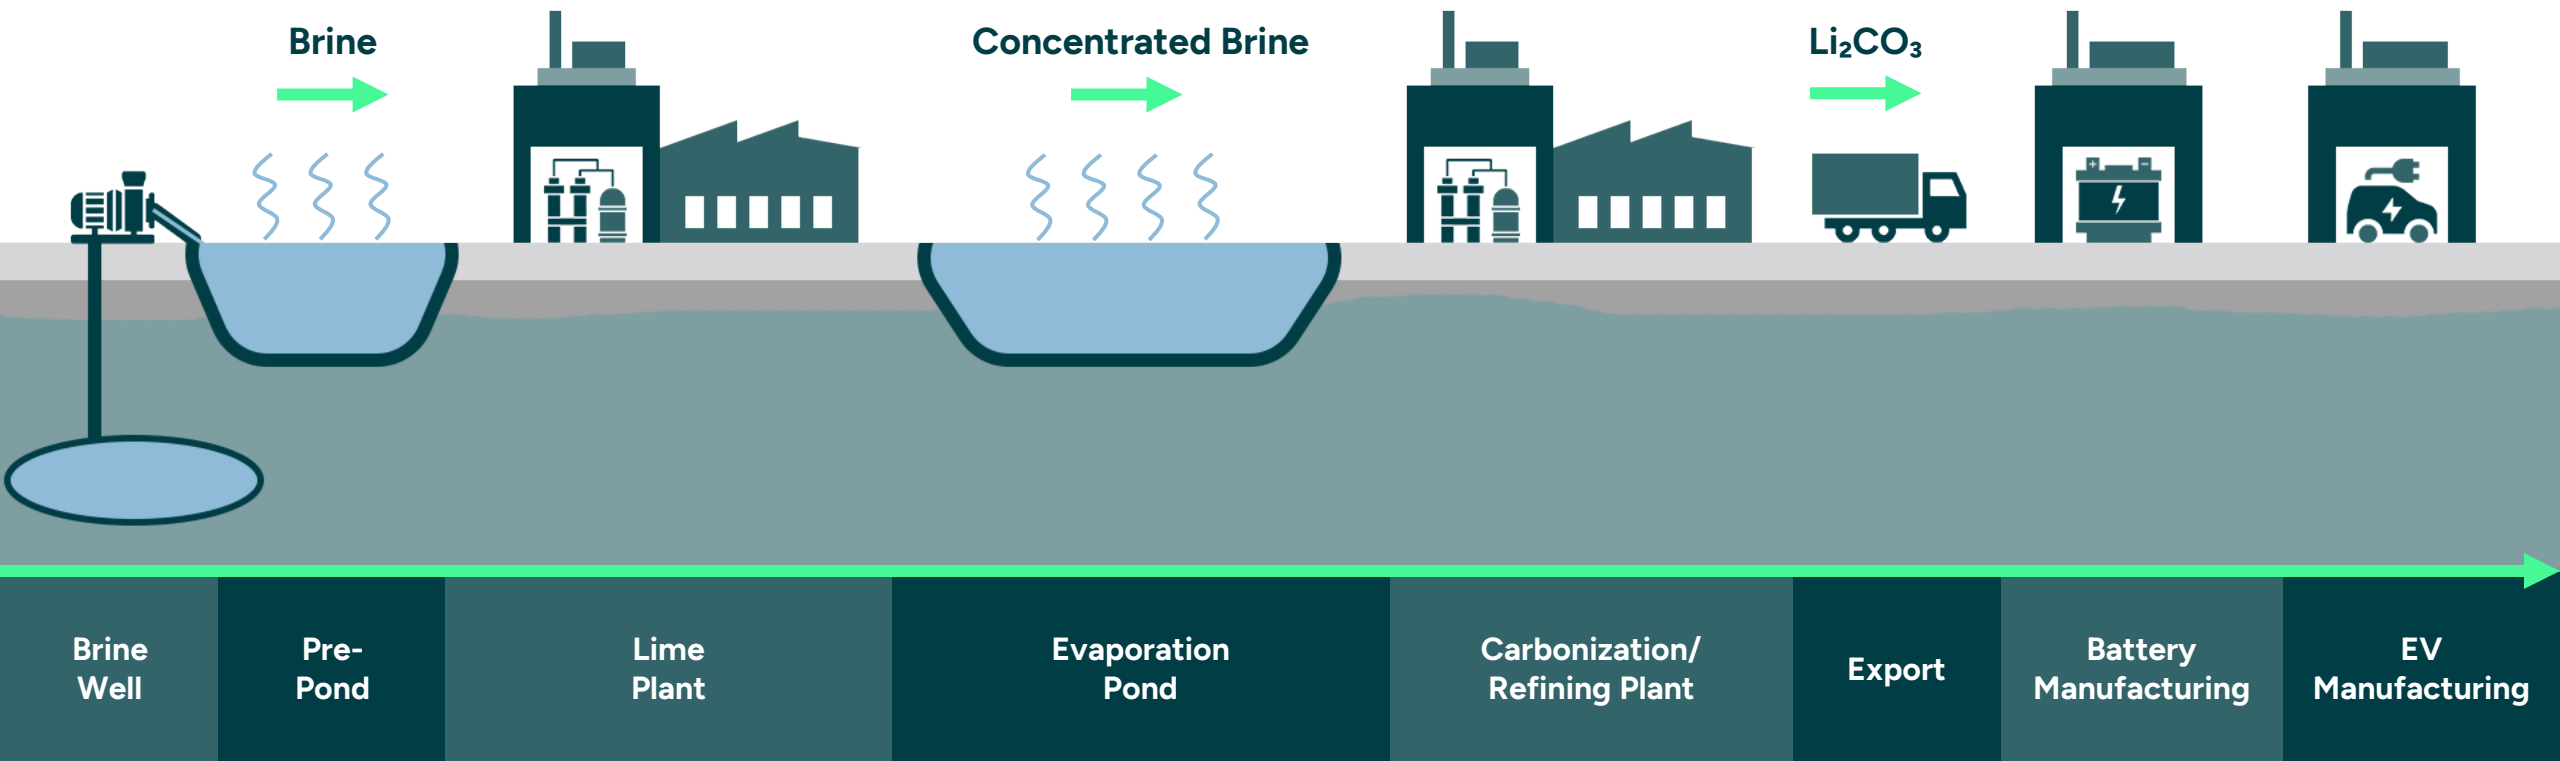 Brine
Concentrated Brine
Li₂CO₃
Brine
Well
Pre-
Pond
Lime
Plant
Evaporation
Pond
Carbonization/
Refining Plant
Export
Battery
Manufacturing
EV
Manufacturing